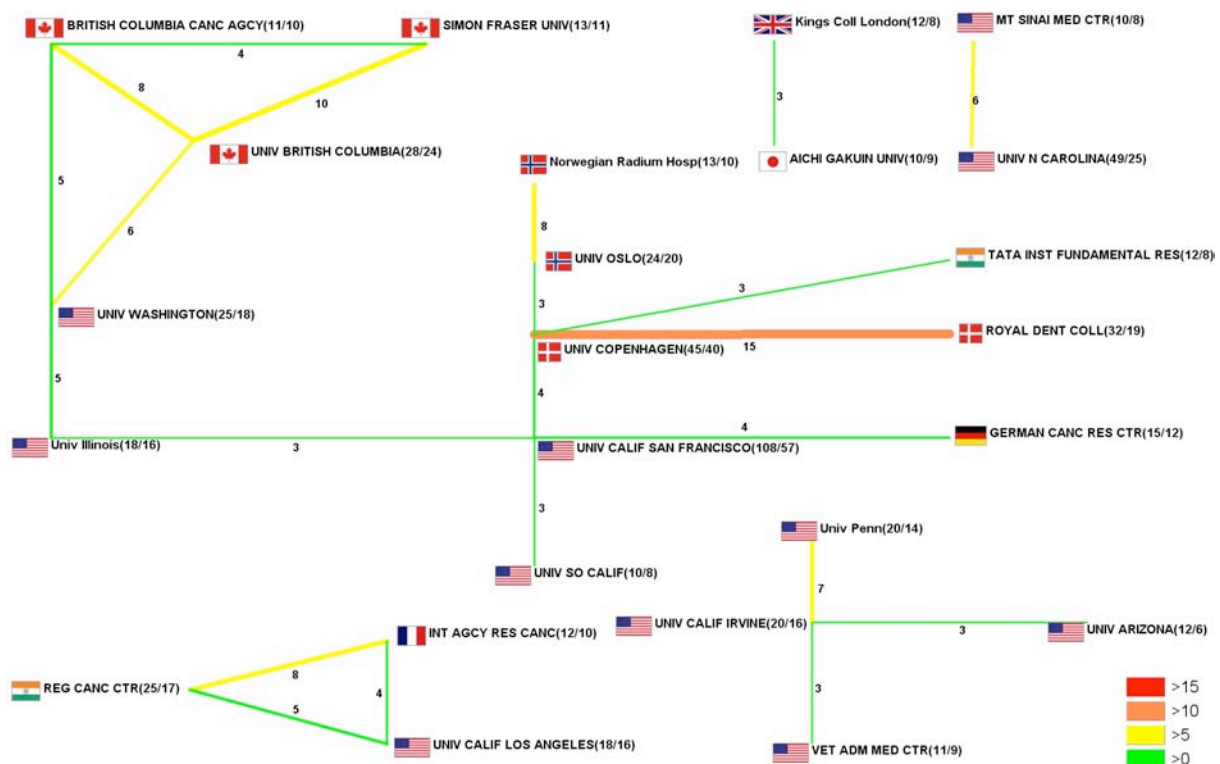 BRITISH COLUMBIA CANC AGCY(11/10)
SIMON FRASER UNIV(13/11)
Kings Coll London(12/8)
MT SINAI MED CTR(10/8)
4
8
10
3
6
UNIV BRITISH COLUMBIA(28/24)
Norwegian Radium Hosp(13/10)
AICHI GAKUIN UNIV(10/9)
UNIV N CAROLINA(49/25)
5
6
8
UNIV OSLO(24/20)
TATA INST FUNDAMENTAL RES(12/8)
3
3
UNIV WASHINGTON(25/18)
UNIV COPENHAGEN(45/40)
15
ROYAL DENT COLL(32/19)
5
4
Univ Illinois(18/16)
3
UNIV CALIF SAN FRANCISCO(108/57)
4
GERMAN CANC RES CTR(15/12)
3
Univ Penn(20/14)
UNIV SO CALIF(10/8)
7
UNIV CALIF IRVINE(20/16)
3
UNIV ARIZONA(12/6)
INT AGCY RES CANC(12/10)
8
REG CANC CTR(25/17)
4
5
3
UNIV CALIF LOS ANGELES(18/16)
VET ADM MED CTR(11/9)
>15
>10
>5
>0